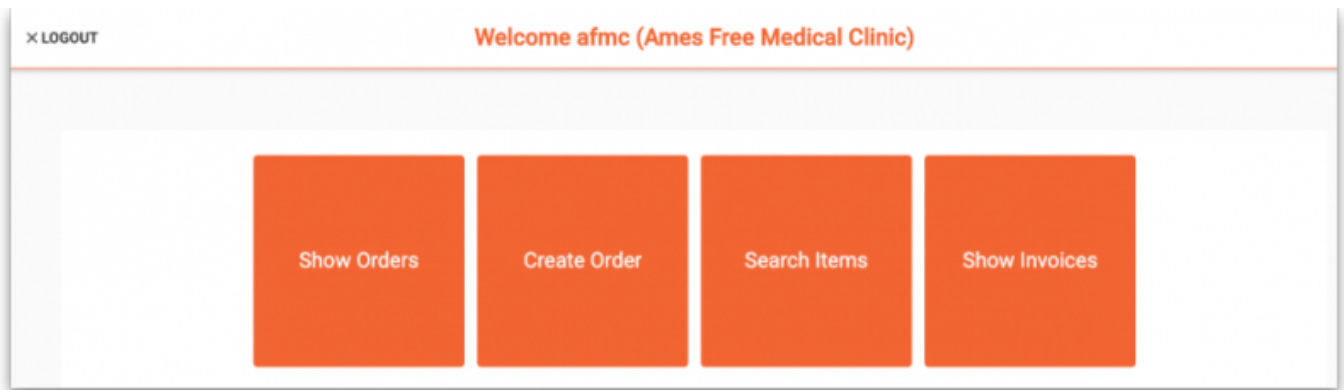 × LOGOUT
Welcome afmc (Ames Free Medical Clinic)
Show Orders
Create Order
Search Items
Show Invoices